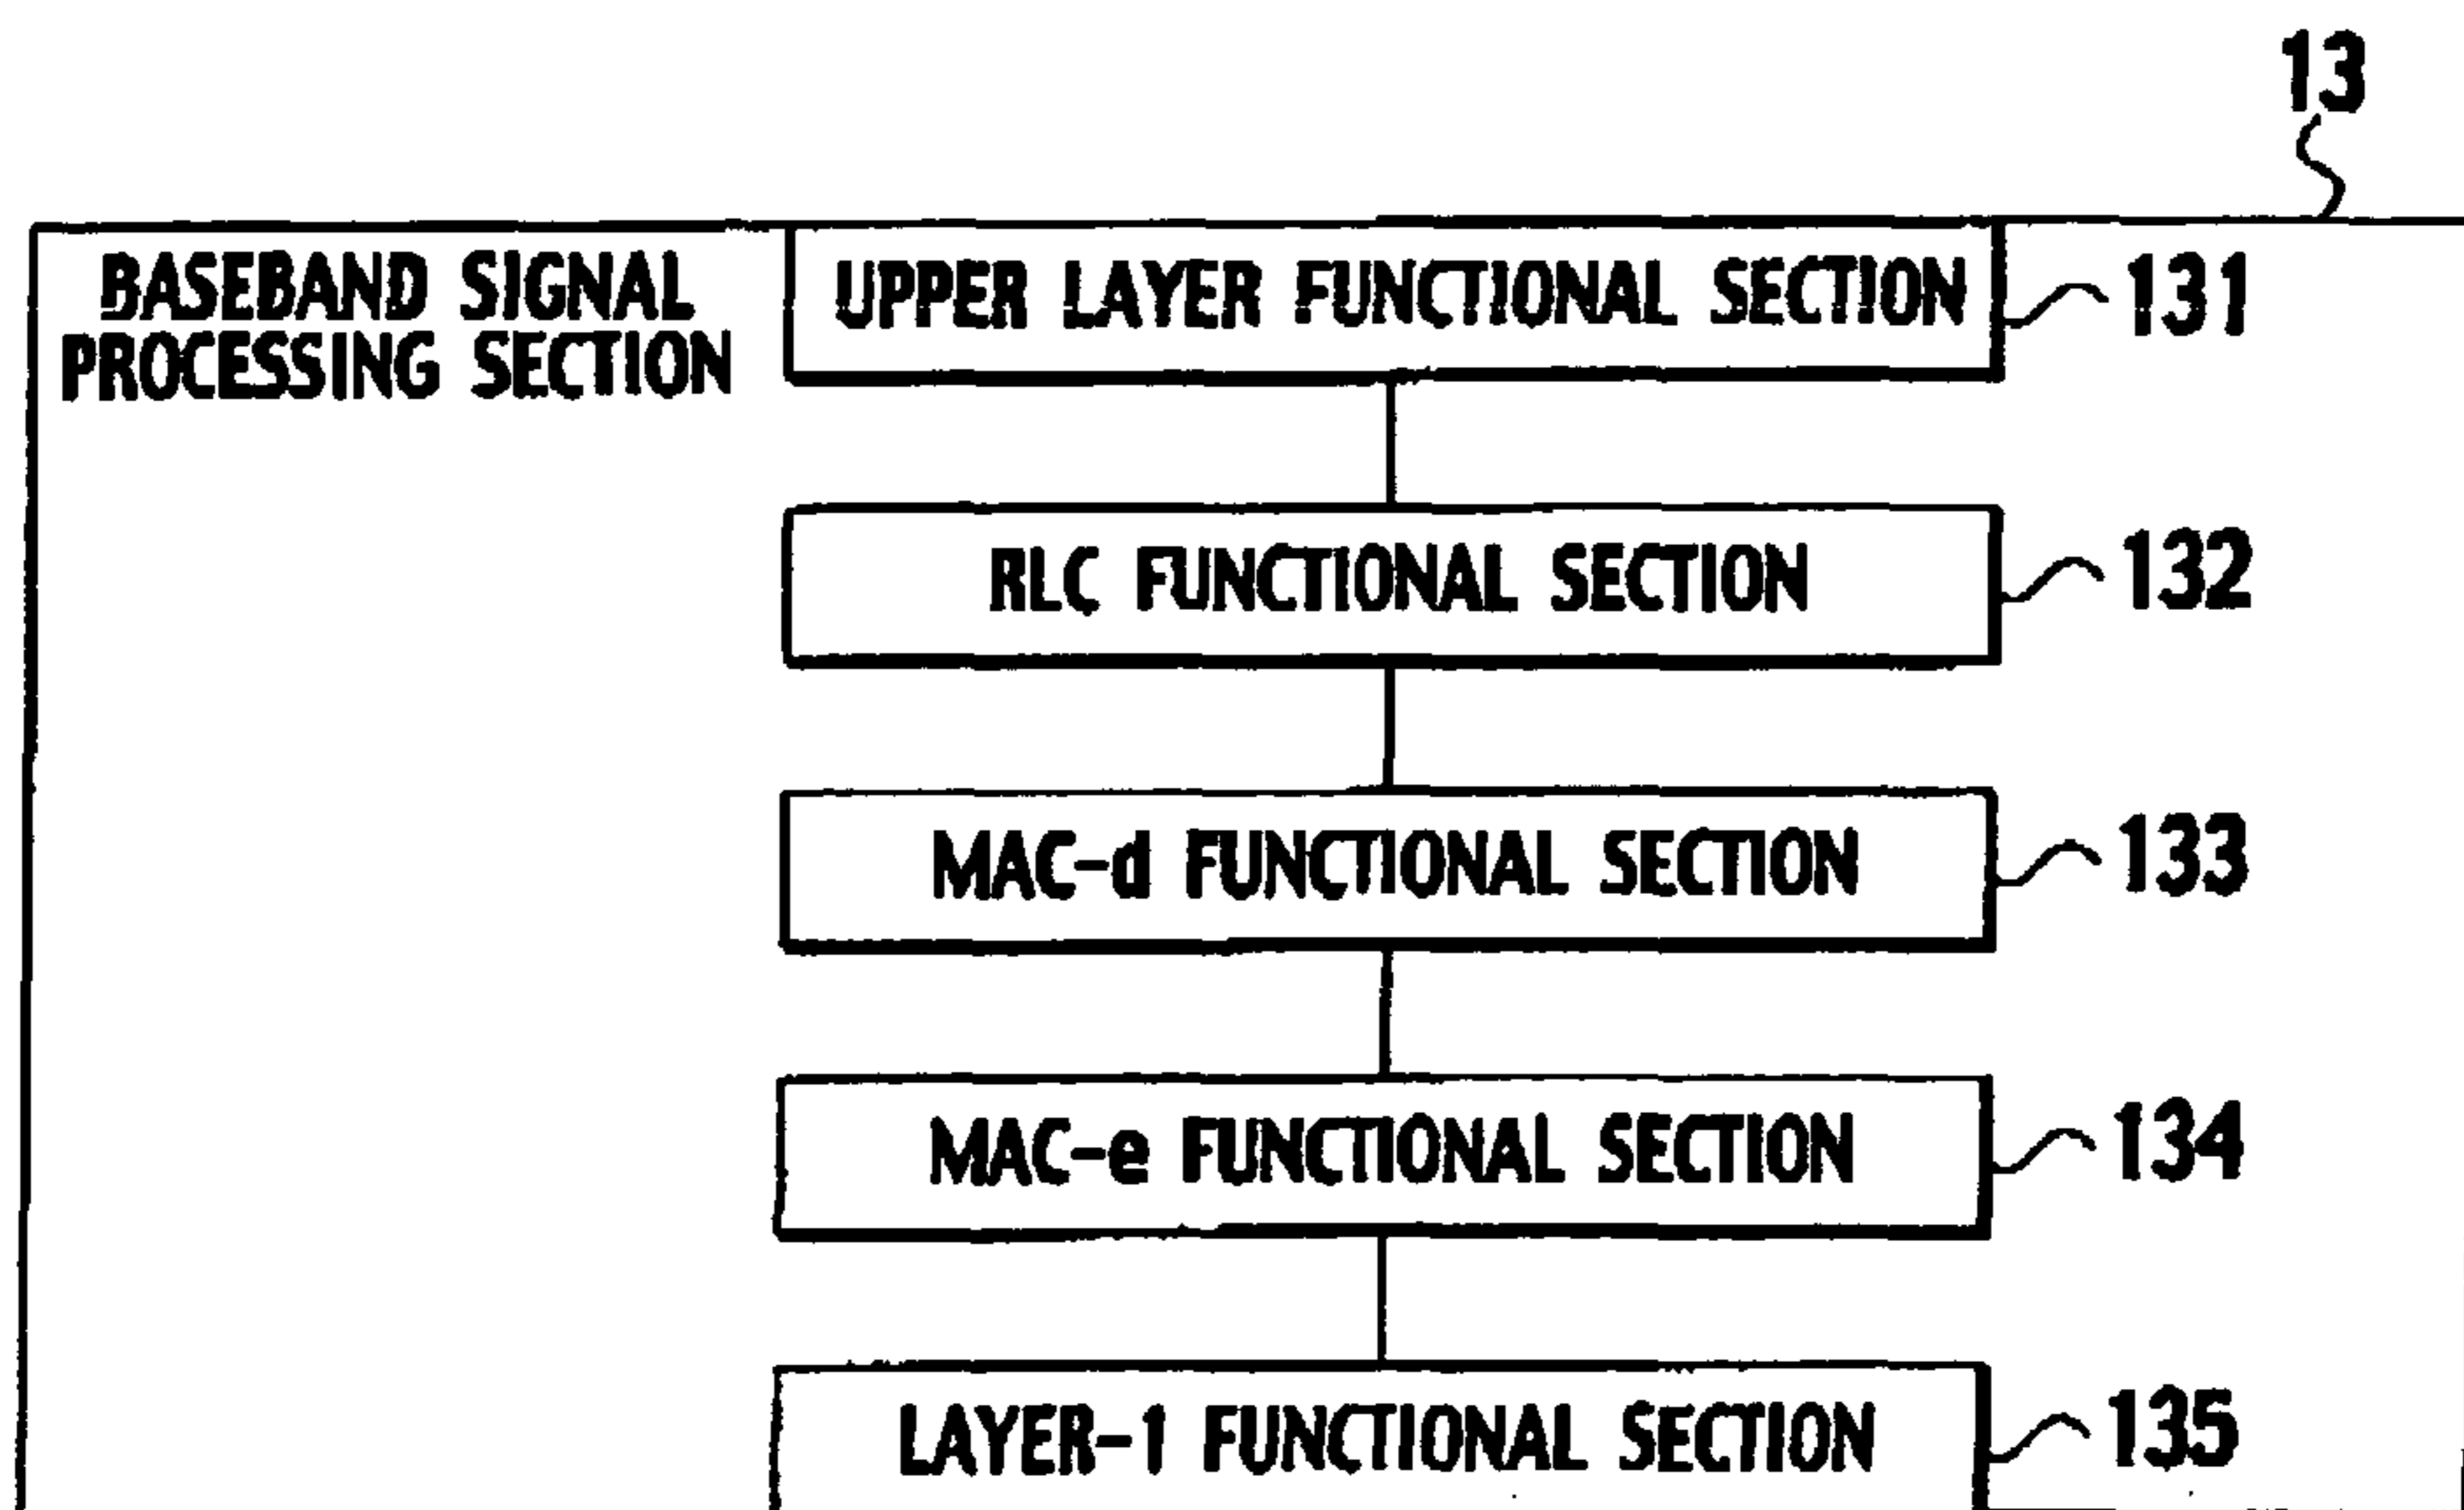 13
BASEBAND SIGNAL
PROCESSING SECTION
UPPER LAYER FUNCTIONAL SECTION
131
RLC FUNCTIONAL SECTION
132
MAC-d FUNCTIONAL SECTION
133
MAC-e FUNCTIONAL SECTION
134
LAYER-1 FUNCTIONAL SECTION
135